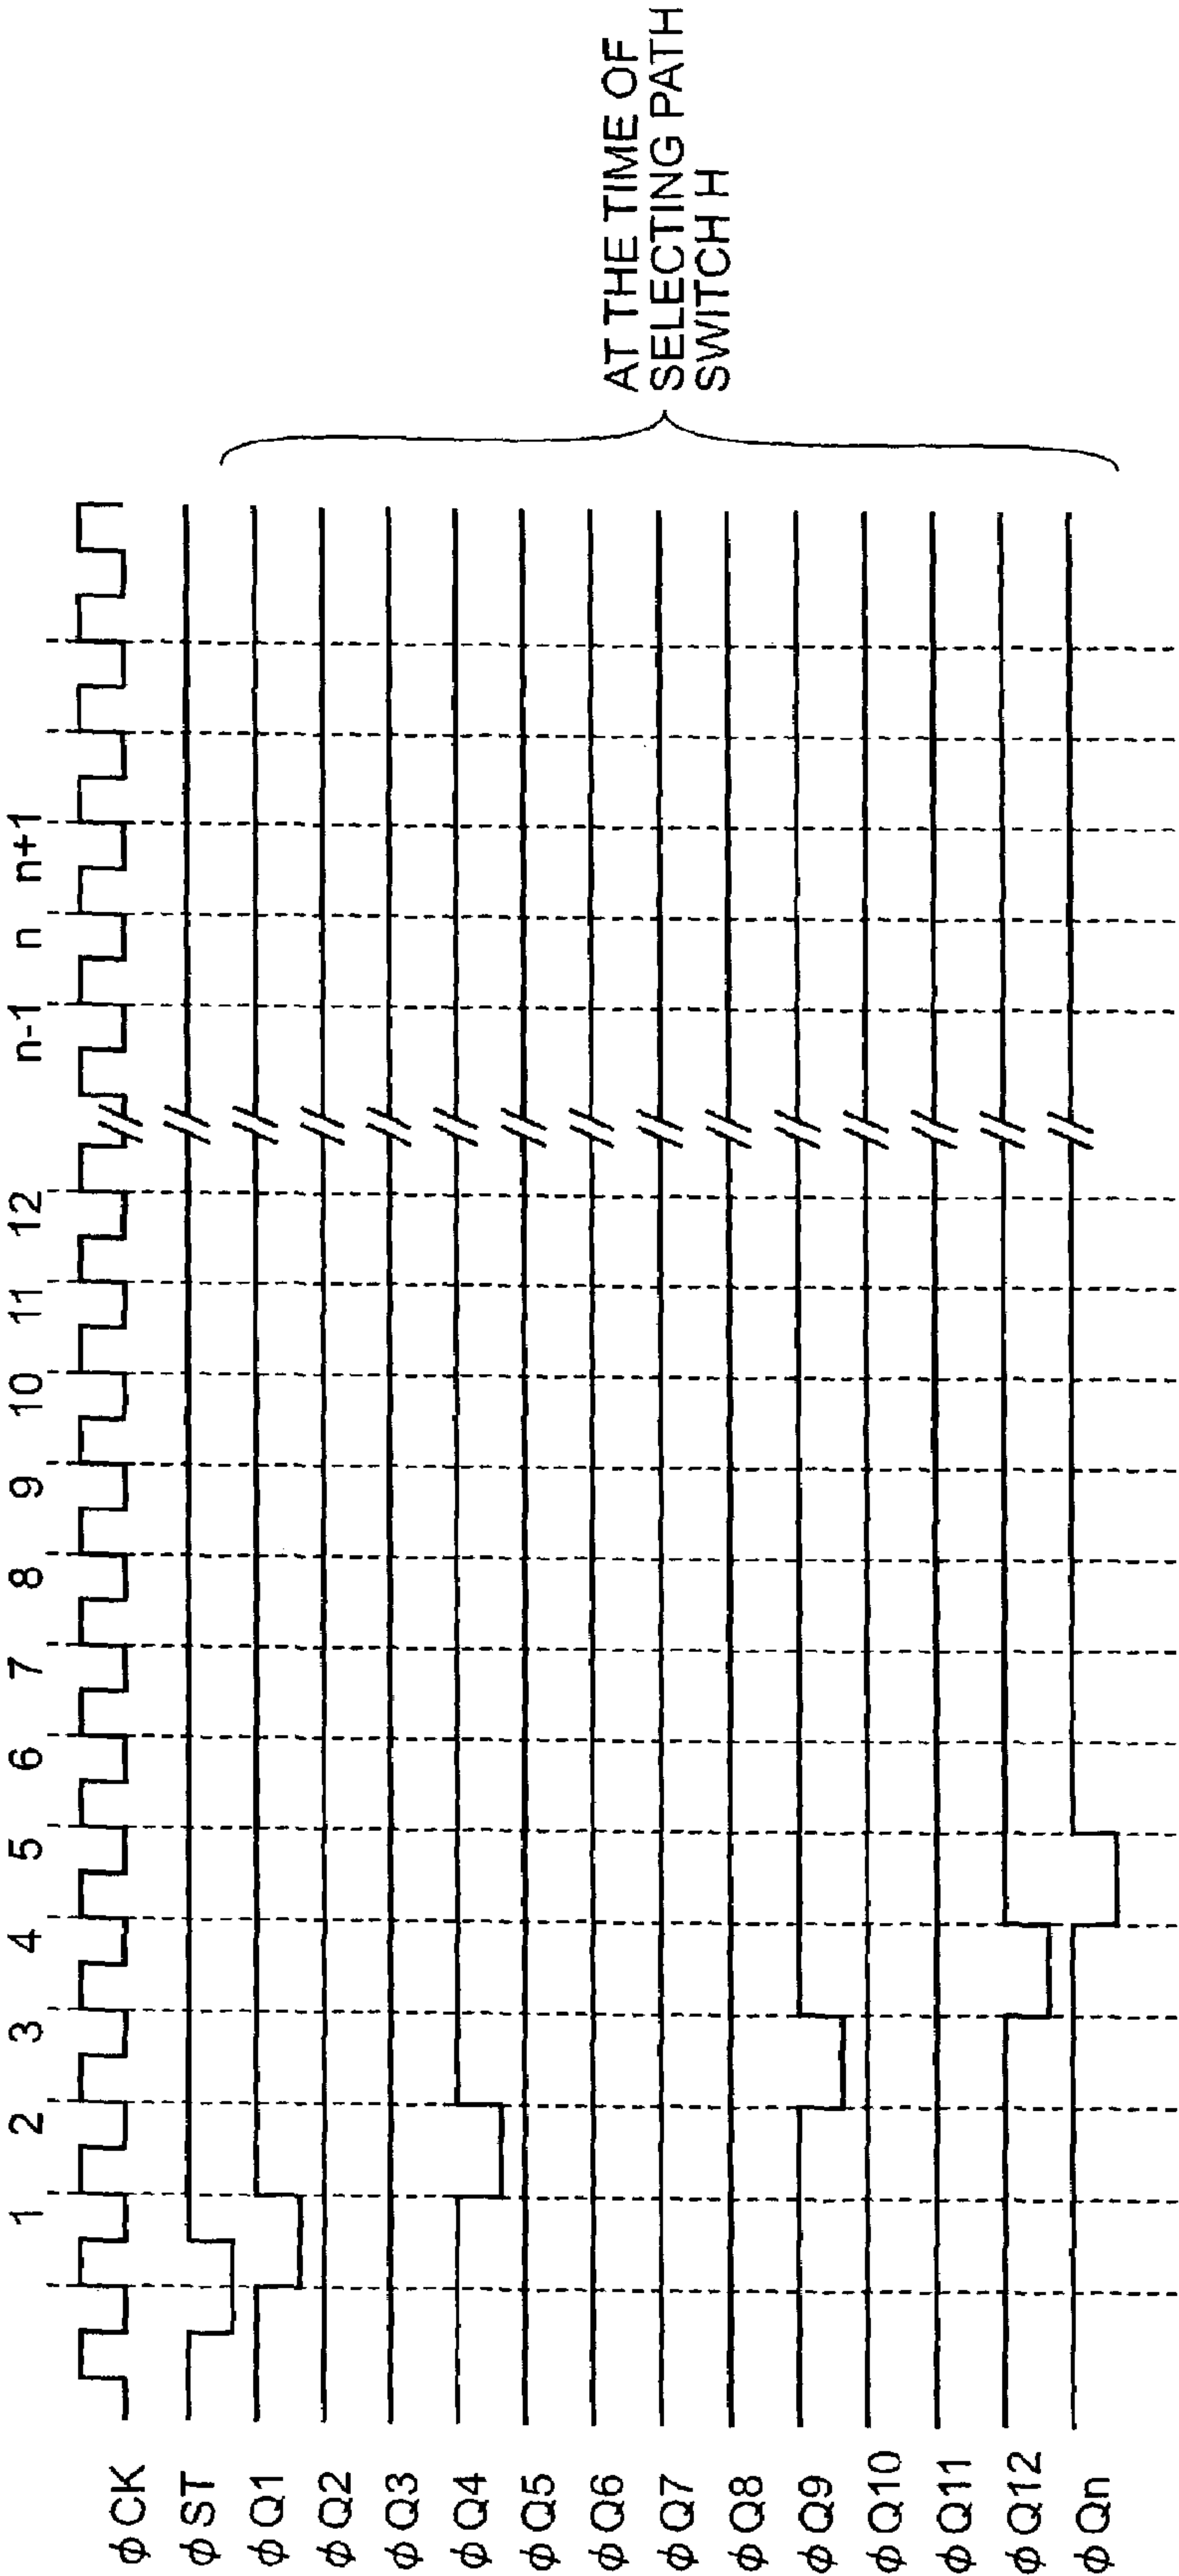 1 2 3 4 5 6 7 8 9 10 11 12 n-1 n n+1
φCK
φST
φQ1
φQ2
φQ3
φQ4
φQ5
φQ6
φQ7
φQ8
φQ9
φQ10
φQ11
φQ12
φQn
AT THE TIME OF
SELECTING PATH
SWITCH H